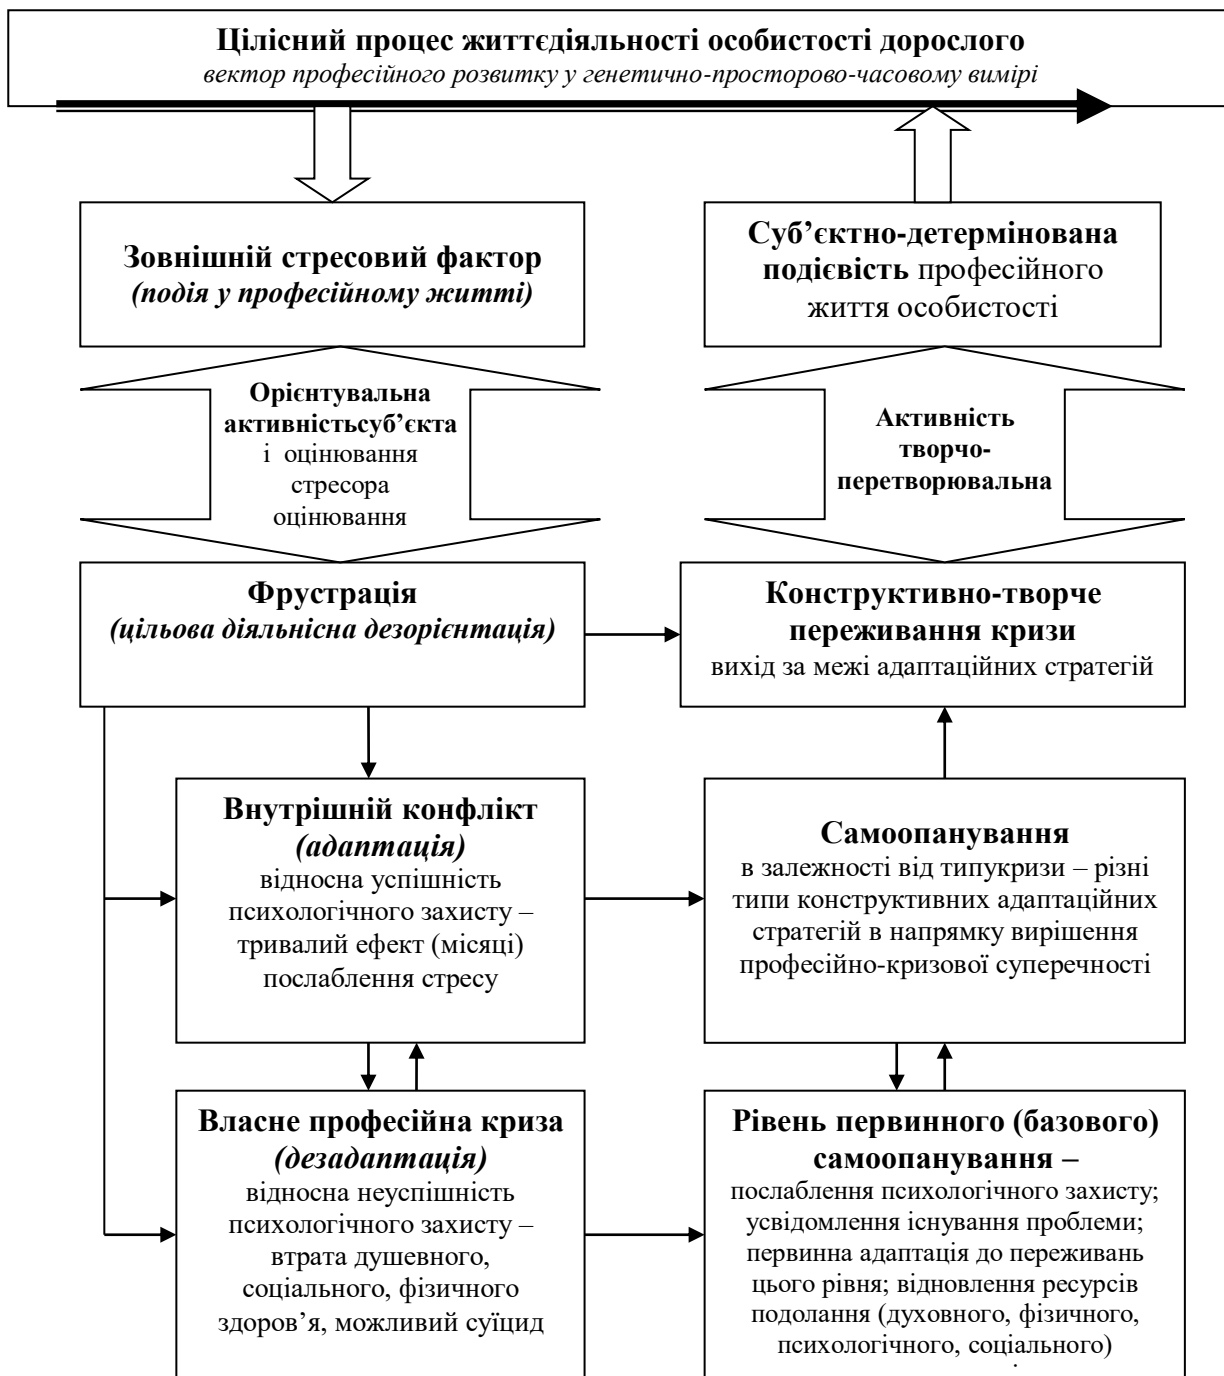 Цілісний процес життєдіяльності особистості дорослого
вектор професійного розвитку у генетично-просторово-часовому вимірі
Зовнішній стресовий фактор
(подія у професійному житті)
Суб’єктно-детермінована
подієвість професійного
життя особистості
Орієнтувальна
активністьсуб’єкта
і оцінювання
стресора
оцінювання
Активність
творчо-
перетворювальна
Фрустрація
(цільова діяльнісна дезорієнтація)
Конструктивно-творче
переживання кризи
вихід за межі адаптаційних стратегій
Внутрішній конфлікт
(адаптація)
відносна успішність
психологічного захисту –
тривалий ефект (місяці)
послаблення стресу
Самоопанування
в залежності від типукризи – різні
типи конструктивних адаптаційних
стратегій в напрямку вирішення
професійно-кризової суперечності
Власне професійна криза
(дезадаптація)
відносна неуспішність
психологічного захисту –
втрата душевного,
соціального, фізичного
здоров’я, можливий суїцид
Рівень первинного (базового)
самоопанування –
послаблення психологічного захисту;
усвідомлення існування проблеми;
первинна адаптація до переживань
цього рівня; відновлення ресурсів
подолання (духовного, фізичного,
психологічного, соціального)